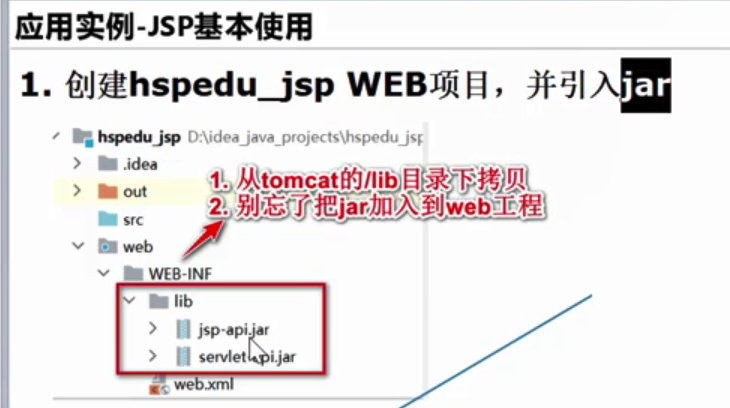 应用实例-JSP基本使用
1. 创建hspedu_jsp WEB项目，并引入jar
hspedu_jsp D:\idea_java_projects\hspedu_jsp
.idea
1. 从tomcat的/lib目录下拷贝
out
2. 别忘了把jar加入到web工程
src
web
WEB-INF
lib
jsp-api.jar
servlet-api.jar
web.xml